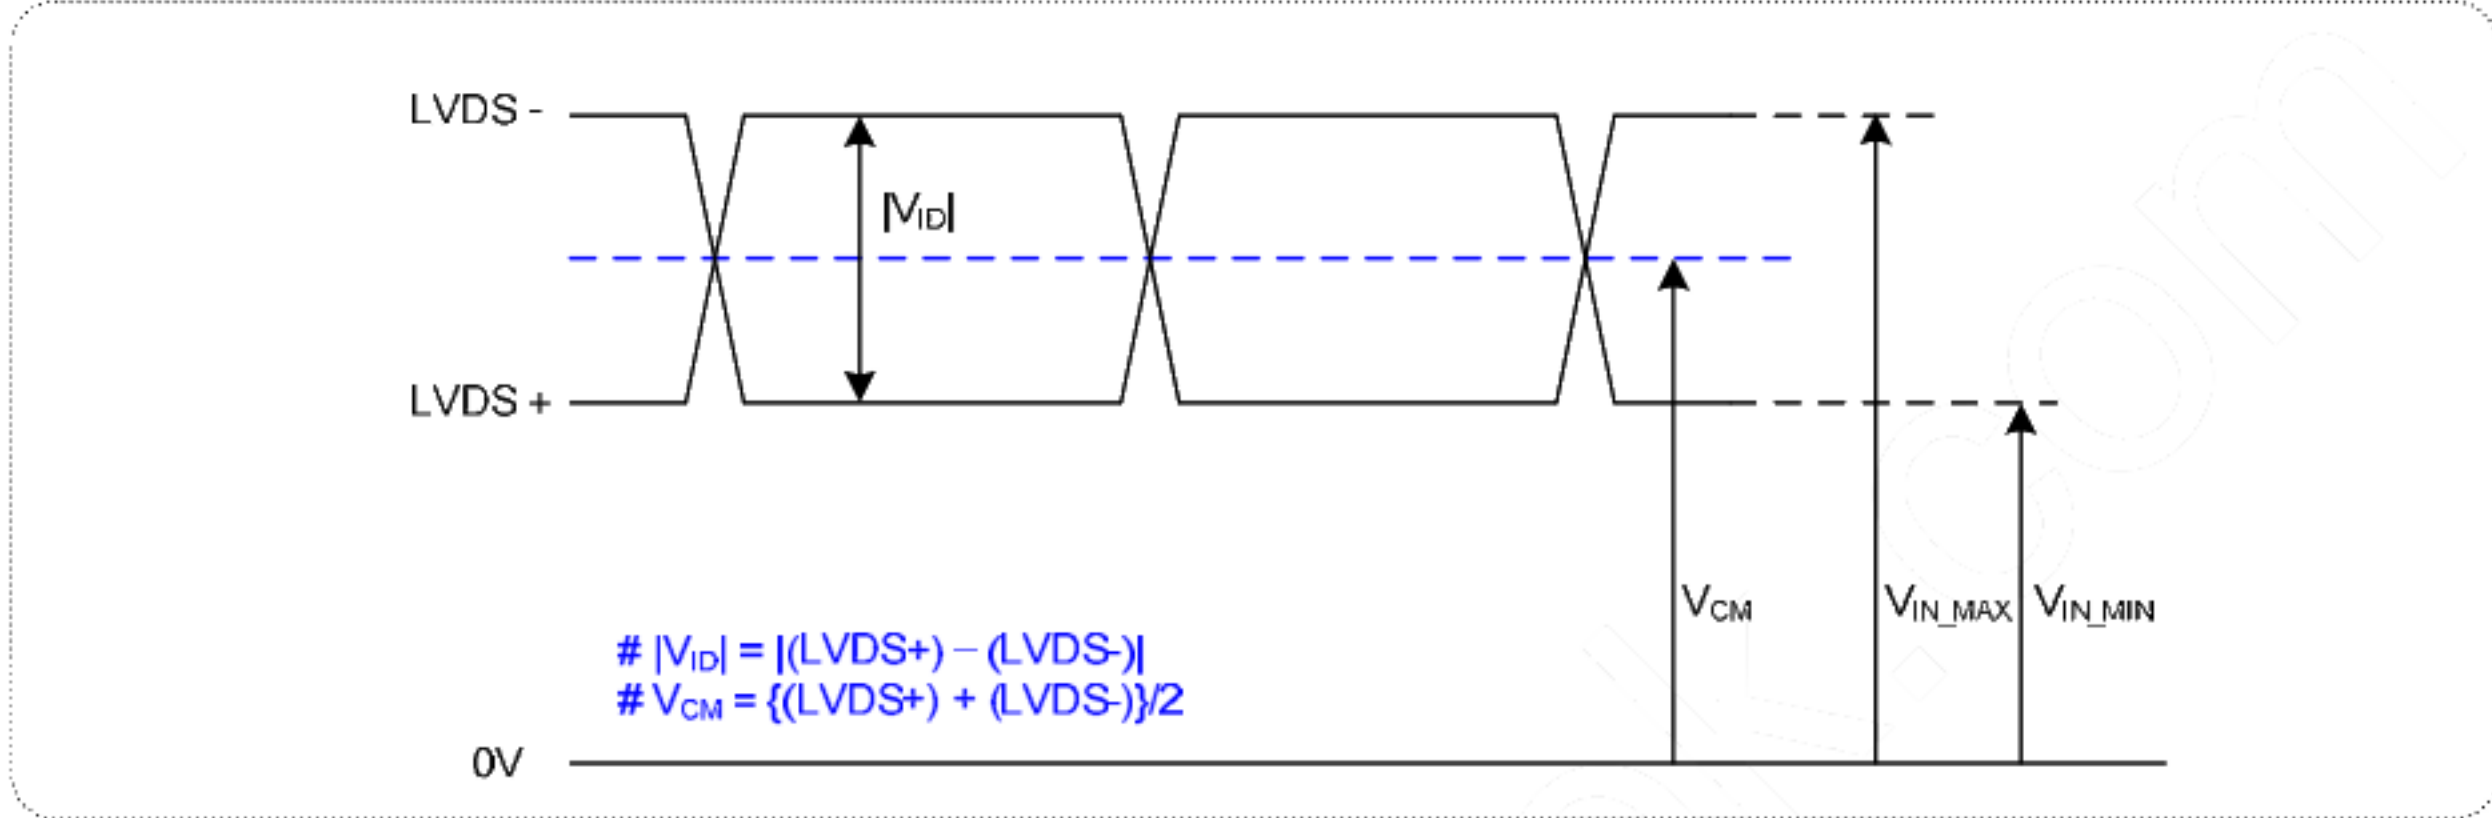 LVDS -
|VID|
LVDS +
VCM
VIN_MAX
VIN_MIN
# |VID| = |(LVDS+) – (LVDS-)|
# VCM = {(LVDS+) + (LVDS-)}/2
0V